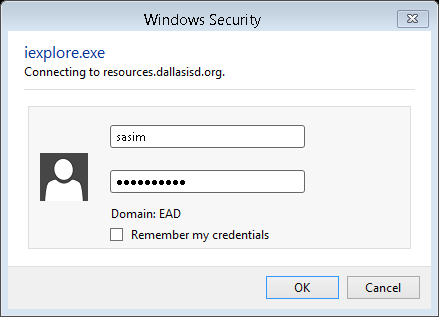 Windows Security
iexplore.exe
Connecting to resources.dallasisd.org.
sasim
••••••••••
Domain: EAD
Remember my credentials
OK
Cancel